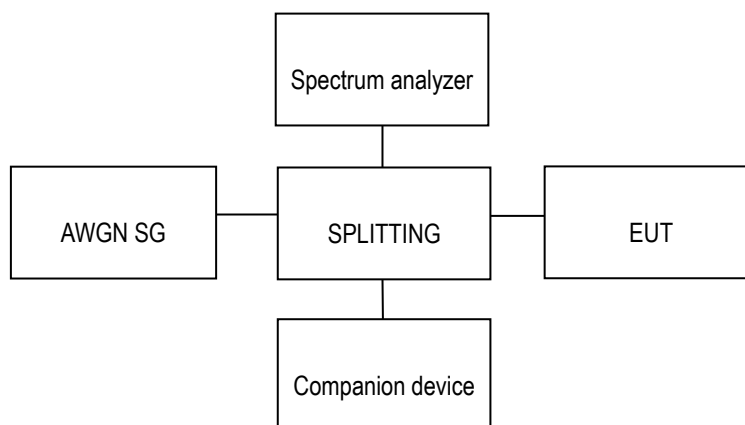 Spectrum analyzer
AWGN SG
SPLITTING
EUT
Companion device